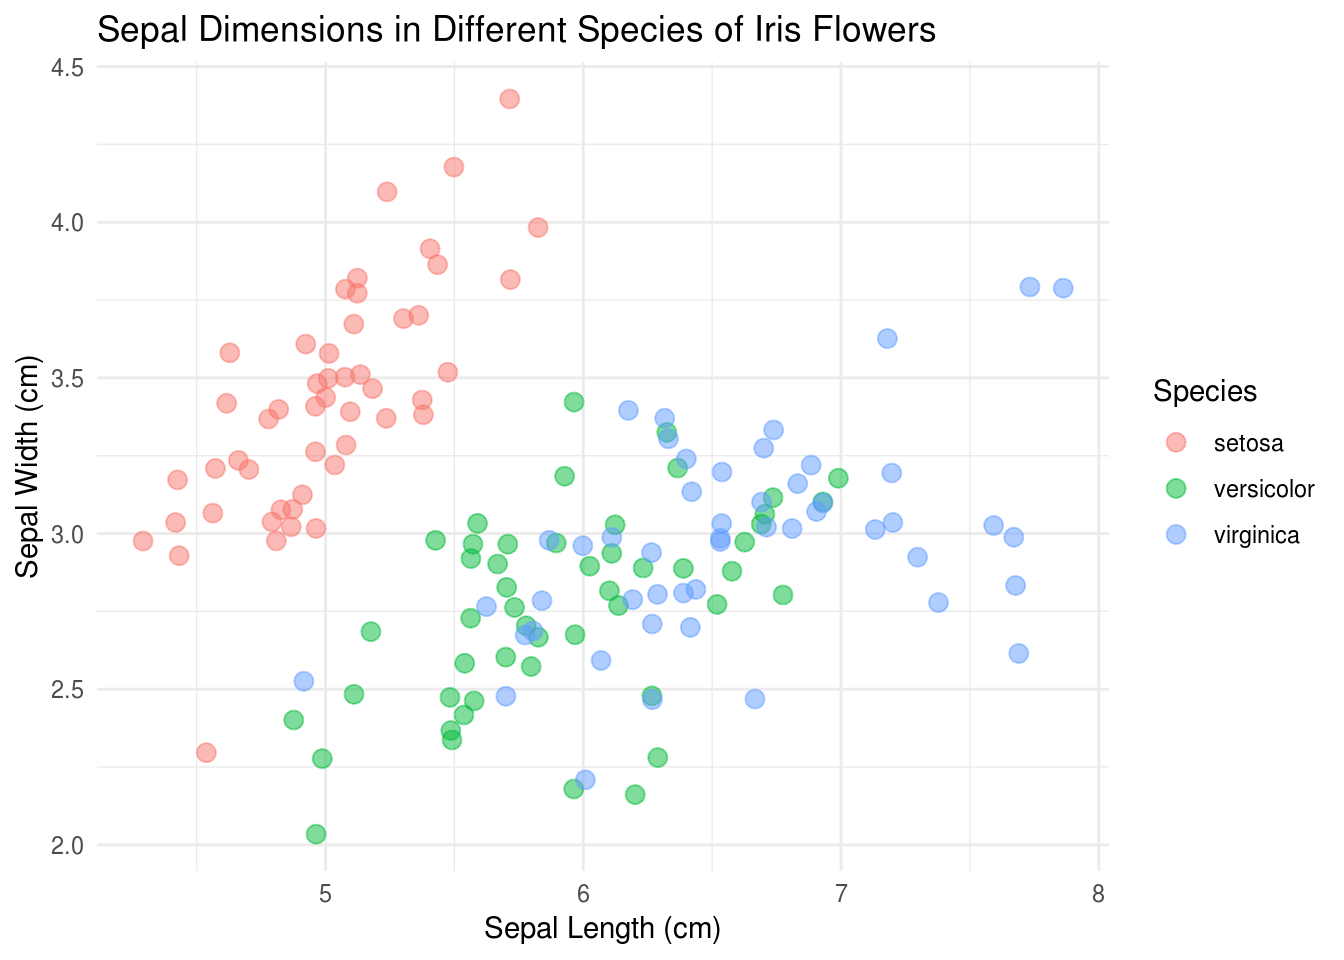 Sepal Dimensions in Different Species of Iris Flowers
4.5
4.0
3.5
3.0
2.5
2.0
Sepal Width (cm)
5 6 7 8
Sepal Length (cm)
Species
setosa
versicolor
virginica